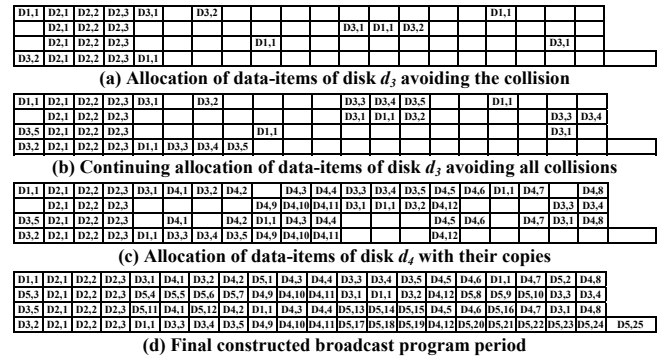 D1,1 D2,1 D2,2 D2,3 D3,1 D3,2 D1,1
D2,1 D2,2 D2,3 D3,1 D1,1 D3,2
D2,1 D2,2 D2,3 D1,1 D3,1
D3,2 D2,1 D2,2 D2,3 D1,1
(a) Allocation of data-items of disk d3 avoiding the collision
D1,1 D2,1 D2,2 D2,3 D3,1 D3,2 D3,3 D3,4 D3,5 D1,1
D2,1 D2,2 D2,3 D3,1 D1,1 D3,2 D3,3 D3,4
D3,5 D2,1 D2,2 D2,3 D1,1 D3,1
D3,2 D2,1 D2,2 D2,3 D1,1 D3,3 D3,4 D3,5
(b) Continuing allocation of data-items of disk d3 avoiding all collisions
D1,1 D2,1 D2,2 D2,3 D3,1 D4,1 D3,2 D4,2 D4,3 D4,4 D3,3 D3,4 D3,5 D4,5 D4,6 D1,1 D4,7 D4,8
D2,1 D2,2 D2,3 D4,9 D4,10 D4,11 D3,1 D1,1 D3,2 D4,12 D3,3 D3,4
D3,5 D2,1 D2,2 D2,3 D4,1 D4,2 D1,1 D4,3 D4,4 D4,5 D4,6 D4,7 D3,1 D4,8
D3,2 D2,1 D2,2 D2,3 D1,1 D3,3 D3,4 D3,5 D4,9 D4,10 D4,11 D4,12
(c) Allocation of data-items of disk d4 with their copies
D1,1 D2,1 D2,2 D2,3 D3,1 D4,1 D3,2 D4,2 D5,1 D4,3 D4,4 D3,3 D3,4 D3,5 D4,5 D4,6 D1,1 D4,7 D5,2 D4,8
D5,3 D2,1 D2,2 D2,3 D5,4 D5,5 D5,6 D5,7 D4,9 D4,10 D4,11 D3,1 D1,1 D3,2 D4,12 D5,8 D5,9 D5,10 D3,3 D3,4
D3,5 D2,1 D2,2 D2,3 D5,11 D4,1 D5,12 D4,2 D1,1 D4,3 D4,4 D5,13 D5,14 D5,15 D4,5 D4,6 D5,16 D4,7 D3,1 D4,8
D3,2 D2,1 D2,2 D2,3 D1,1 D3,3 D3,4 D3,5 D4,9 D4,10 D4,11 D5,17 D5,18 D5,19 D4,12 D5,20 D5,21 D5,22 D5,23 D5,24 D5,25
(d) Final constructed broadcast program period